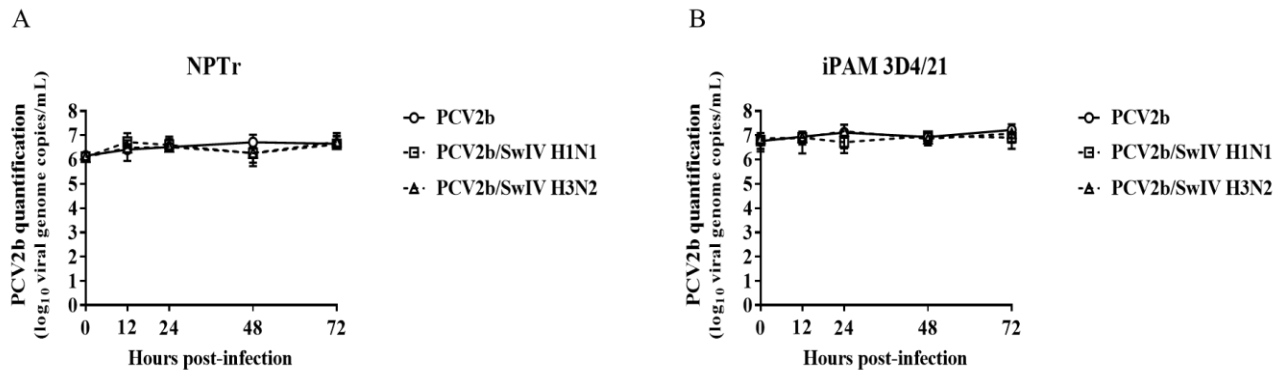 A
NPTr
PCV2b quantification
(log₁₀ viral genome copies/mL)
8
7
6
5
4
3
2
1
0
0 12 24 48 72
Hours post-infection
PCV2b
PCV2b/SwIV H1N1
PCV2b/SwIV H3N2
B
iPAM 3D4/21
PCV2b quantification
(log₁₀ viral genome copies/mL)
8
7
6
5
4
3
2
1
0
0 12 24 48 72
Hours post-infection
PCV2b
PCV2b/SwIV H1N1
PCV2b/SwIV H3N2